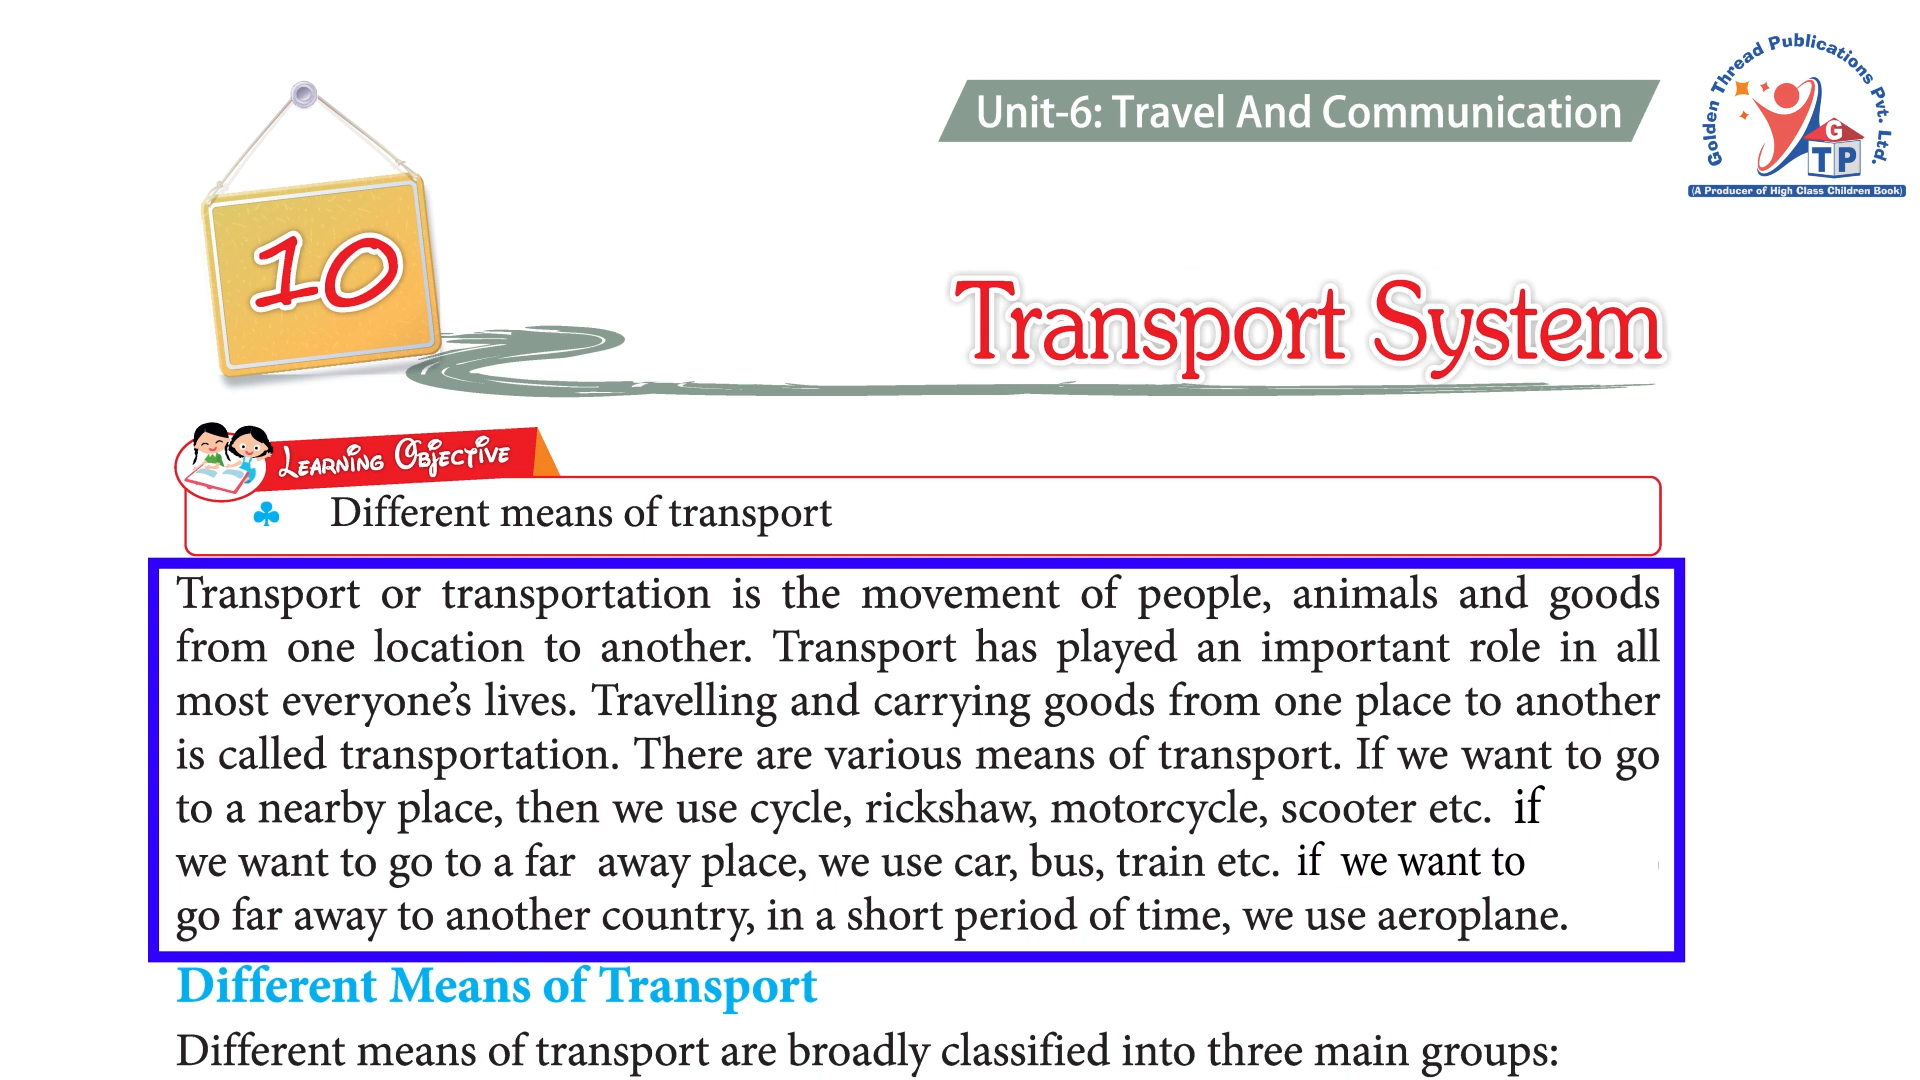 Unit-6: Travel And Communication
Golden Thread Publications Pvt. Ltd.
G
TP
(A Producer of High Class Children Book)
10
Transport System
Learning Objective
♣ Different means of transport
Transport or transportation is the movement of people, animals and goods
from one location to another. Transport has played an important role in all
most everyone’s lives. Travelling and carrying goods from one place to another
is called transportation. There are various means of transport. If we want to go
to a nearby place, then we use cycle, rickshaw, motorcycle, scooter etc. if
we want to go to a far away place, we use car, bus, train etc. if we want to
go far away to another country, in a short period of time, we use aeroplane.
Different Means of Transport
Different means of transport are broadly classified into three main groups: